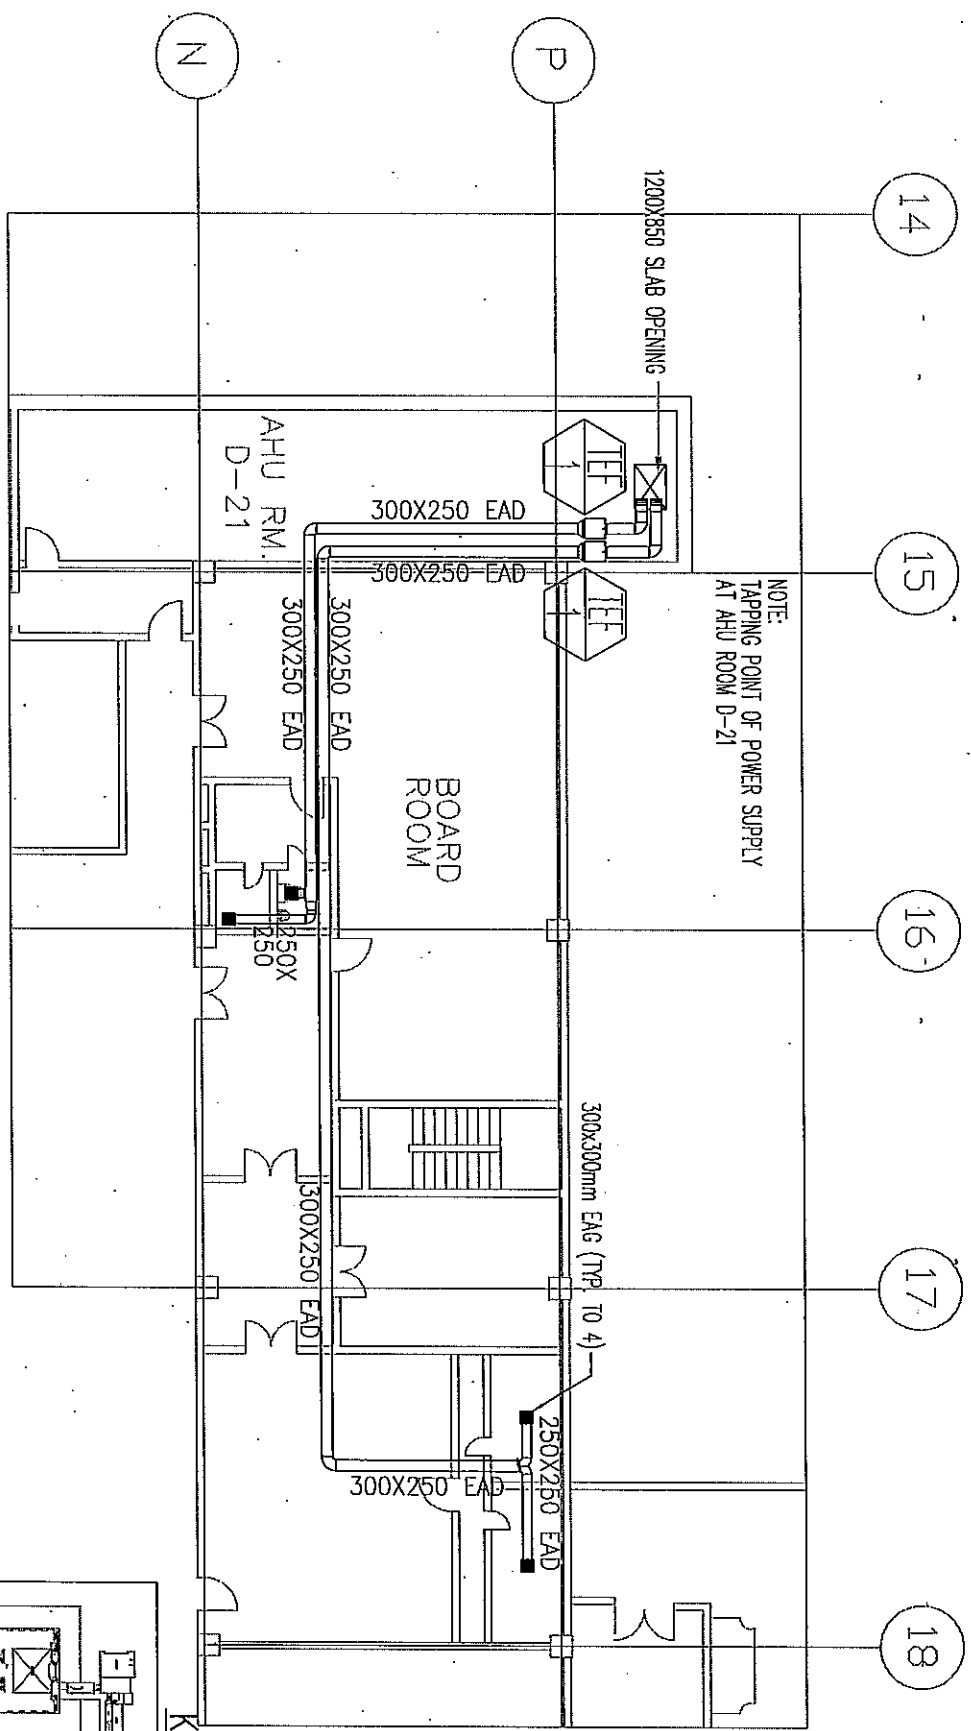 14
15
16
17
18
P
N
1200X850 SLAB OPENING
NOTE:
TAPPING POINT OF POWER SUPPLY
AT AHU ROOM D-21
TEF
1
TEF
1
300X250 EAD
300X250 EAD
AHU RM.
D-21
300X250 EAD
300X250 EAD
BOARD
ROOM
250X
250
300x300mm EAG (TYP. TO 4)
300X250 EAD
250X250 EAD
300X250 EAD
K